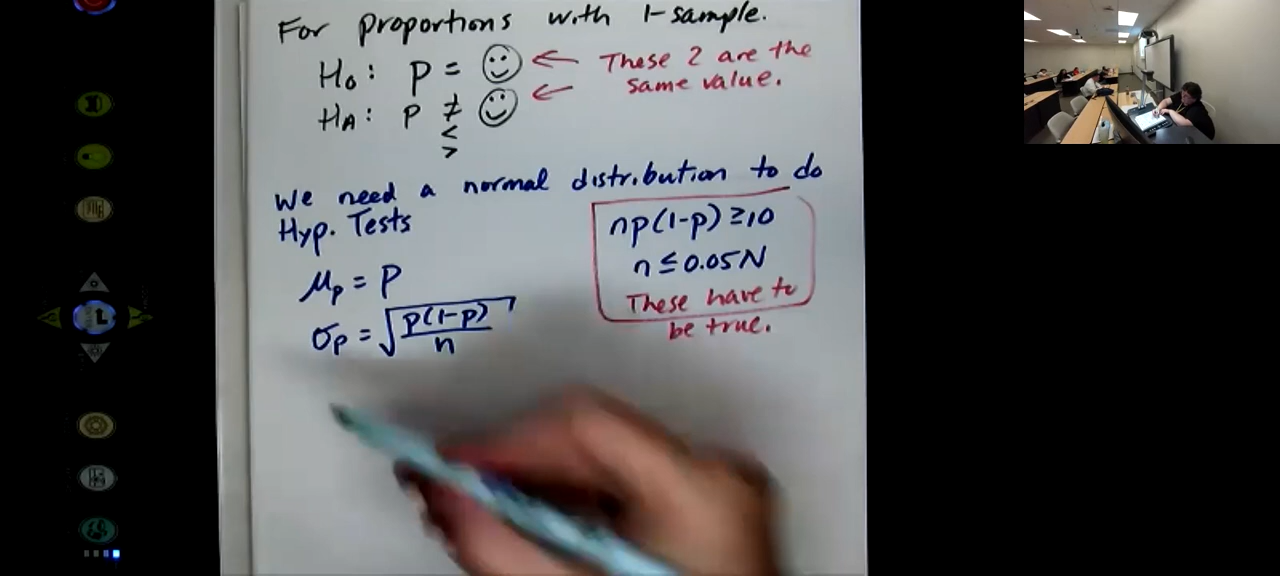 For proportions with 1-sample.
H₀: p = ☺ ← These 2 are the
same value.
Hₐ: p ≠ ☺ ←
<
>
We need a normal distribution to do
Hyp. Tests
np(1-p) ≥ 10
n ≤ 0.05N
These have to
be true.
μₚ = p
σₚ = √(p(1-p)/n)